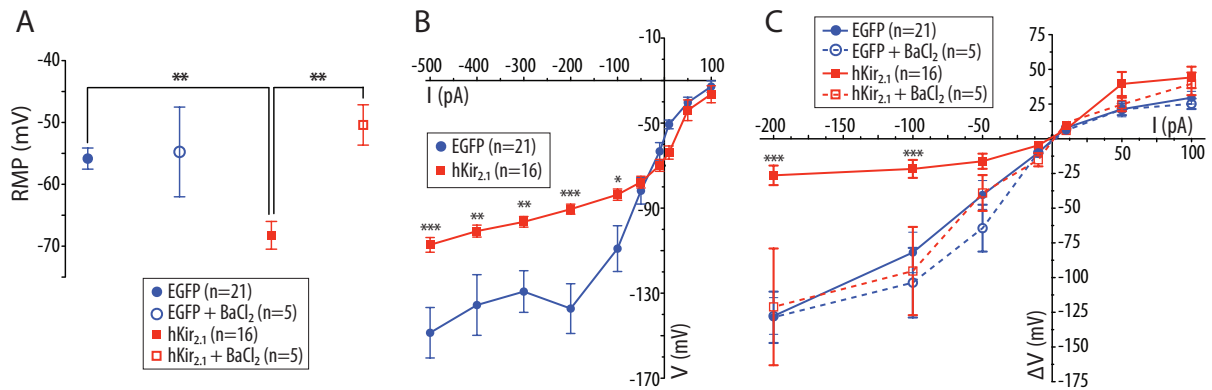 A
-40
-50
-60
-70
RMP (mV)
**
**
EGFP (n=21)
EGFP + BaCl₂ (n=5)
hKir₂.₁ (n=16)
hKir₂.₁ + BaCl₂ (n=5)
B
-10
-500 -400 -300 -200 -100 100
I (pA)
-50
-90
-130
-170
V (mV)
EGFP (n=21)
hKir₂.₁ (n=16)
***
**
**
***
*
C
EGFP (n=21)
EGFP + BaCl₂ (n=5)
hKir₂.₁ (n=16)
hKir₂.₁ + BaCl₂ (n=5)
75
50
25
I (pA)
-200 -150 -100 -50 50 100
*** ***
-25
-50
-75
-100
-125
-150
-175
ΔV (mV)